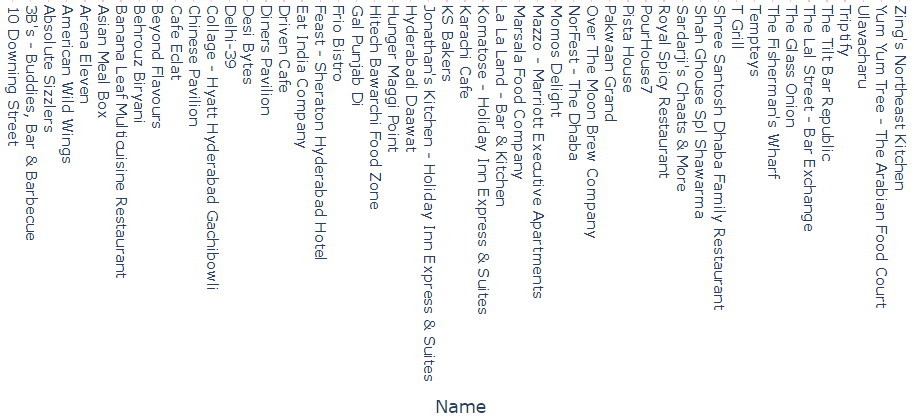 10 Downing Street
3B's - Buddies, Bar & Barbecue
Absolute Sizzlers
American Wild Wings
Arena Eleven
Asian Meal Box
Banana Leaf Multicuisine Restaurant
Behrouz Biryani
Beyond Flavours
Cafe Eclat
Chinese Pavilion
Collage - Hyatt Hyderabad Gachibowli
Delhi-39
Desi Bytes
Diners Pavilion
Driven Cafe
Eat India Company
Feast - Sheraton Hyderabad Hotel
Frio Bistro
Gal Punjab Di
Hitech Bawarchi Food Zone
Hunger Maggi Point
Hyderabadi Daawat
Jonathan's Kitchen - Holiday Inn Express & Suites
KS Bakers
Karachi Cafe
Komatose - Holiday Inn Express & Suites
La La Land - Bar & Kitchen
Marsala Food Company
Mazzo - Marriott Executive Apartments
Momos Delight
NorFest - The Dhaba
Over The Moon Brew Company
Pakwaan Grand
Pista House
PourHouse7
Royal Spicy Restaurant
Sardarji's Chaats & More
Shah Ghouse Spl Shawarma
Shree Santosh Dhaba Family Restaurant
T Grill
Tempteys
The Fisherman's Wharf
The Glass Onion
The Lal Street - Bar Exchange
The Tilt Bar Republic
Triptify
Ulavacharu
Yum Yum Tree - The Arabian Food Court
Zing's Northeast Kitchen
Name